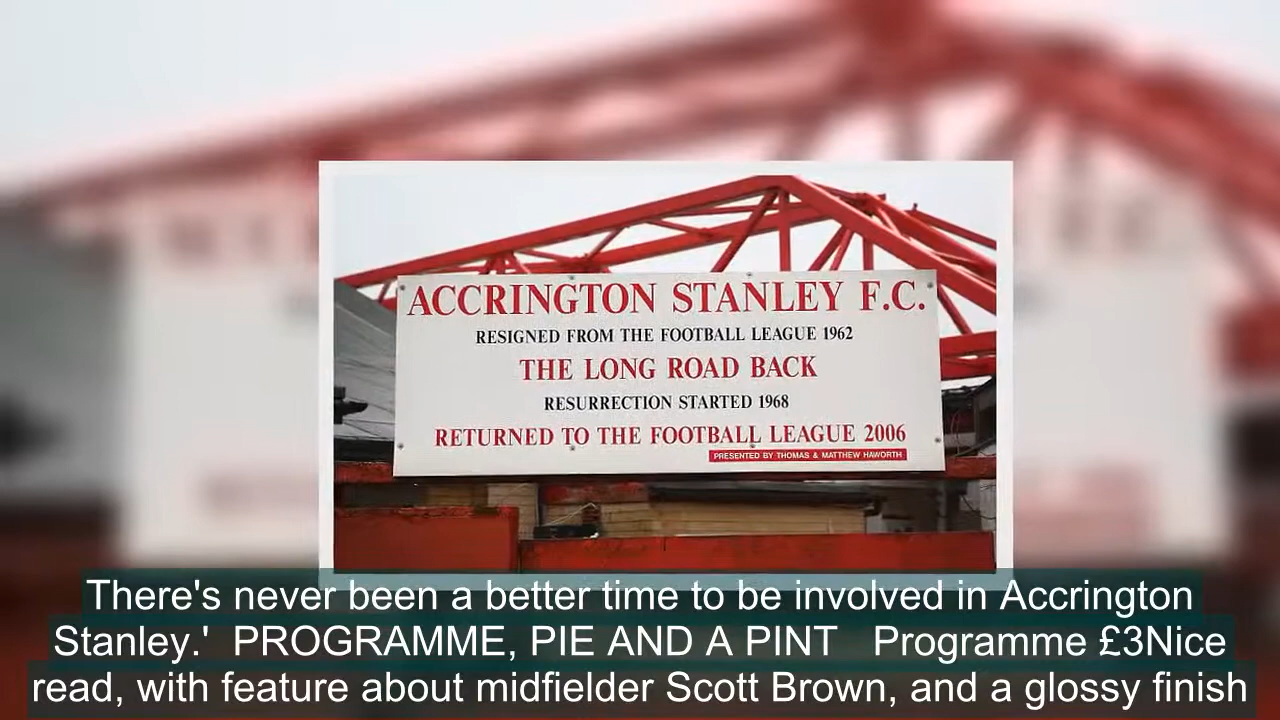 ACCRINGTON STANLEY F.C.
RESIGNED FROM THE FOOTBALL LEAGUE 1962
THE LONG ROAD BACK
RESURRECTION STARTED 1968
RETURNED TO THE FOOTBALL LEAGUE 2006
PRESENTED BY THOMAS & MATTHEW HAWORTH
There's never been a better time to be involved in Accrington
Stanley.' PROGRAMME, PIE AND A PINT Programme £3Nice
read, with feature about midfielder Scott Brown, and a glossy finish